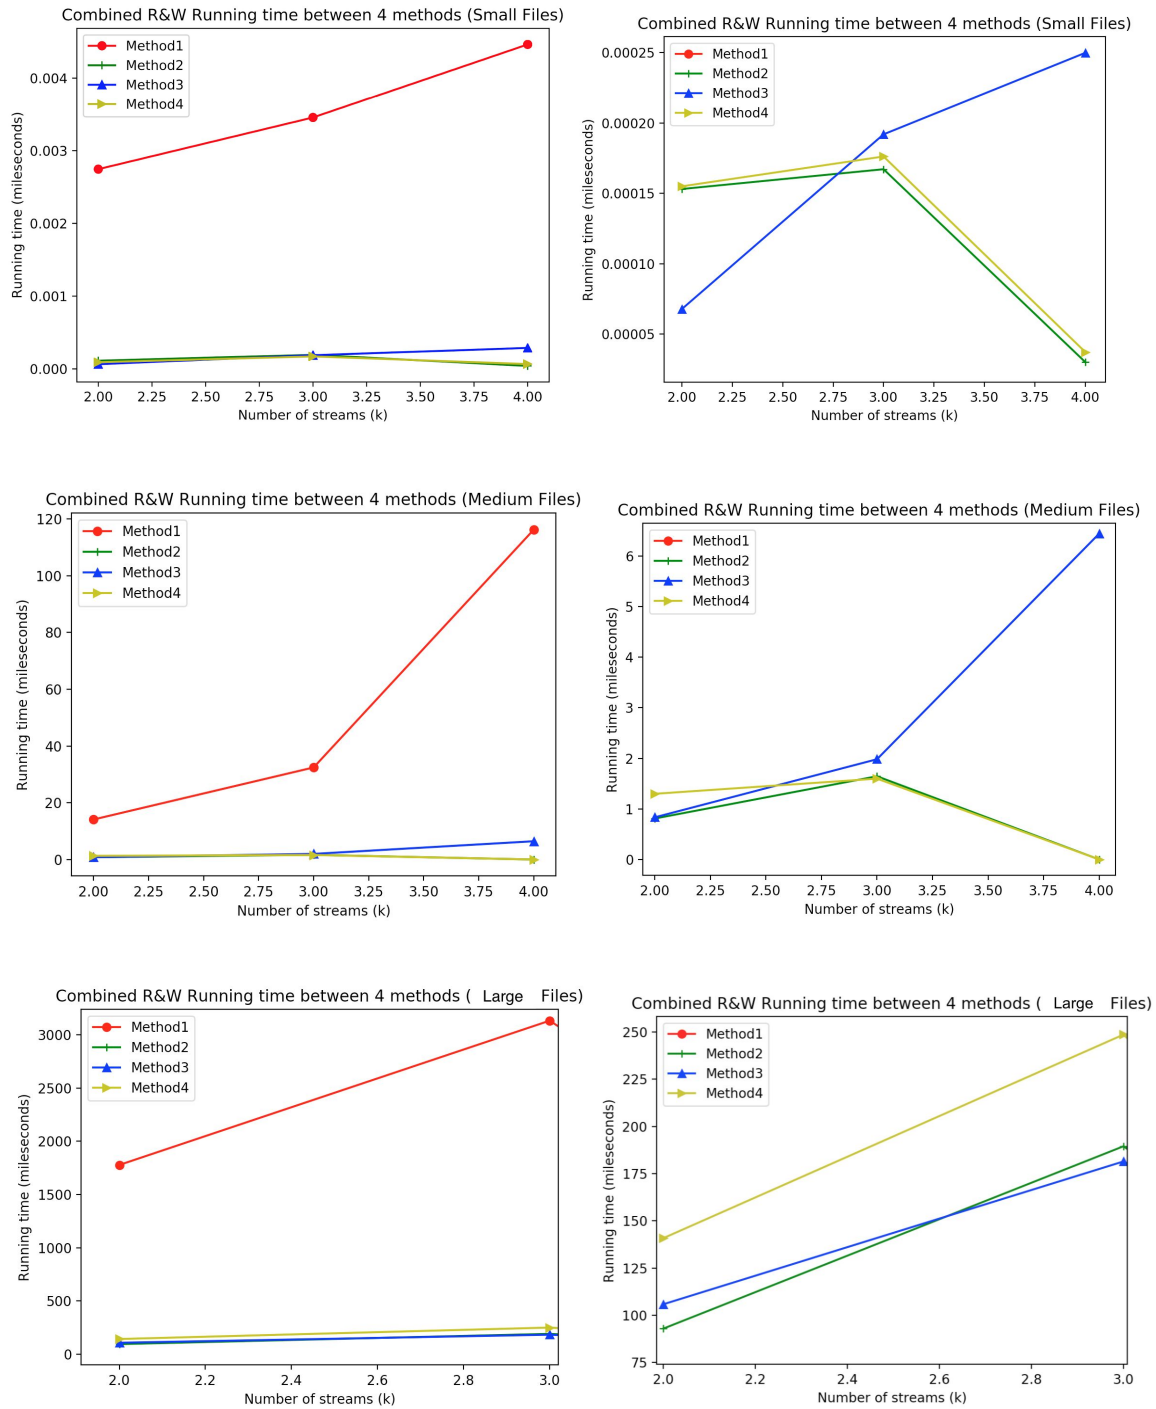 Combined R&W Running time between 4 methods (Small Files)
Method1
Method2
Method3
Method4
0.004
0.003
0.002
0.001
0.000
Running time (mileseconds)
2.00 2.25 2.50 2.75 3.00 3.25 3.50 3.75 4.00
Number of streams (k)
Combined R&W Running time between 4 methods (Small Files)
Method1
Method2
Method3
Method4
0.00025
0.00020
0.00015
0.00010
0.00005
Running time (mileseconds)
2.00 2.25 2.50 2.75 3.00 3.25 3.50 3.75 4.00
Number of streams (k)
Combined R&W Running time between 4 methods (Medium Files)
Method1
Method2
Method3
Method4
120
100
80
60
40
20
0
Running time (mileseconds)
2.00 2.25 2.50 2.75 3.00 3.25 3.50 3.75 4.00
Number of streams (k)
Combined R&W Running time between 4 methods (Medium Files)
Method1
Method2
Method3
Method4
6
5
4
3
2
1
0
Running time (mileseconds)
2.00 2.25 2.50 2.75 3.00 3.25 3.50 3.75 4.00
Number of streams (k)
Combined R&W Running time between 4 methods ( Large Files)
Method1
Method2
Method3
Method4
3000
2500
2000
1500
1000
500
0
Running time (mileseconds)
2.0 2.2 2.4 2.6 2.8 3.0
Number of streams (k)
Combined R&W Running time between 4 methods ( Large Files)
Method1
Method2
Method3
Method4
250
225
200
175
150
125
100
75
Running time (mileseconds)
2.0 2.2 2.4 2.6 2.8 3.0
Number of streams (k)